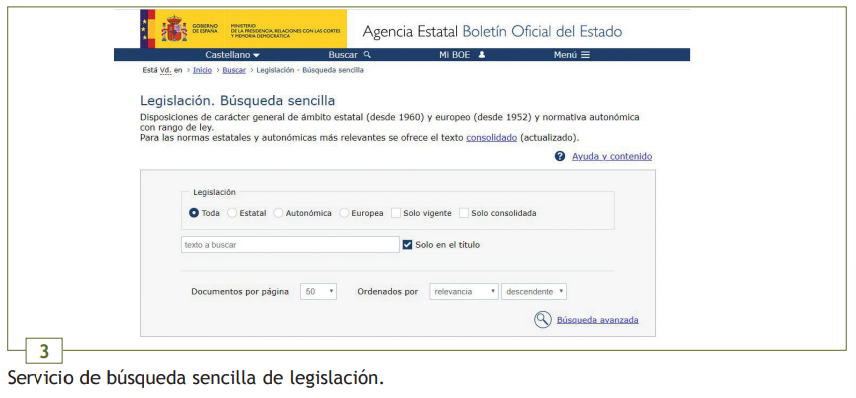 GOBIERNO
DE ESPAÑA
MINISTERIO
DE LA PRESIDENCIA, RELACIONES CON LAS CORTES
Y MEMORIA DEMOCRÁTICA
Agencia Estatal Boletín Oficial del Estado
Castellano Buscar Mi BOE Menú
Está Vd. en › Inicio › Buscar › Legislación - Búsqueda sencilla
Legislación. Búsqueda sencilla
Disposiciones de carácter general de ámbito estatal (desde 1960) y europeo (desde 1952) y normativa autonómica
con rango de ley.
Para las normas estatales y autonómicas más relevantes se ofrece el texto consolidado (actualizado).
? Ayuda y contenido
Legislación
Toda Estatal Autonómica Europea Solo vigente Solo consolidada
texto a buscar Solo en el título
Documentos por página 50 Ordenados por relevancia descendente
Búsqueda avanzada
3
Servicio de búsqueda sencilla de legislación.